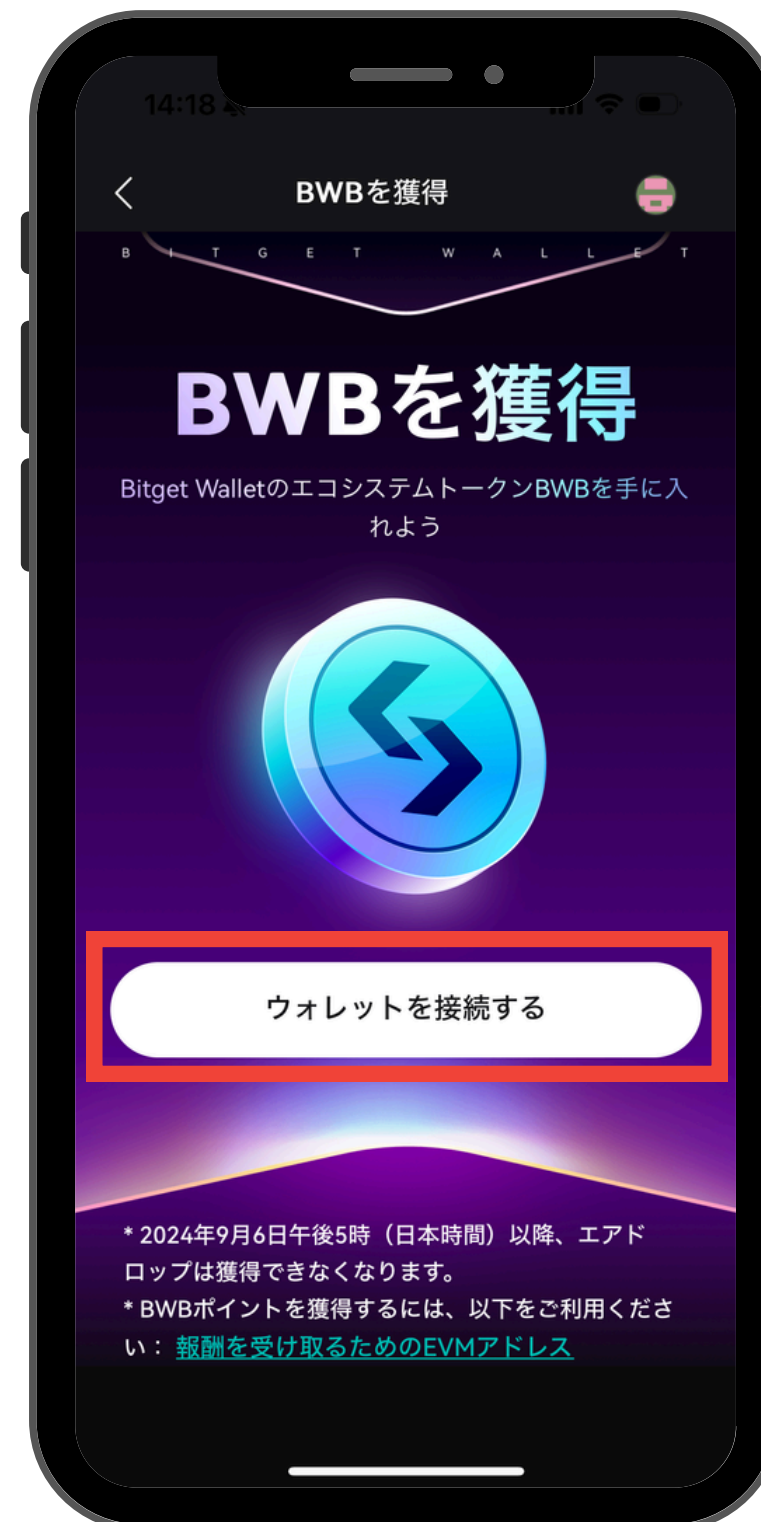 14:18
BWBを獲得
BITGET WALLET
BWBを獲得
Bitget WalletのエコシステムトークンBWBを手に入
れよう
ウォレットを接続する
* 2024年9月6日午後5時（日本時間）以降、エアド
ロップは獲得できなくなります。
* BWBポイントを獲得するには、以下をご利用くださ
い： 報酬を受け取るためのEVMアドレス